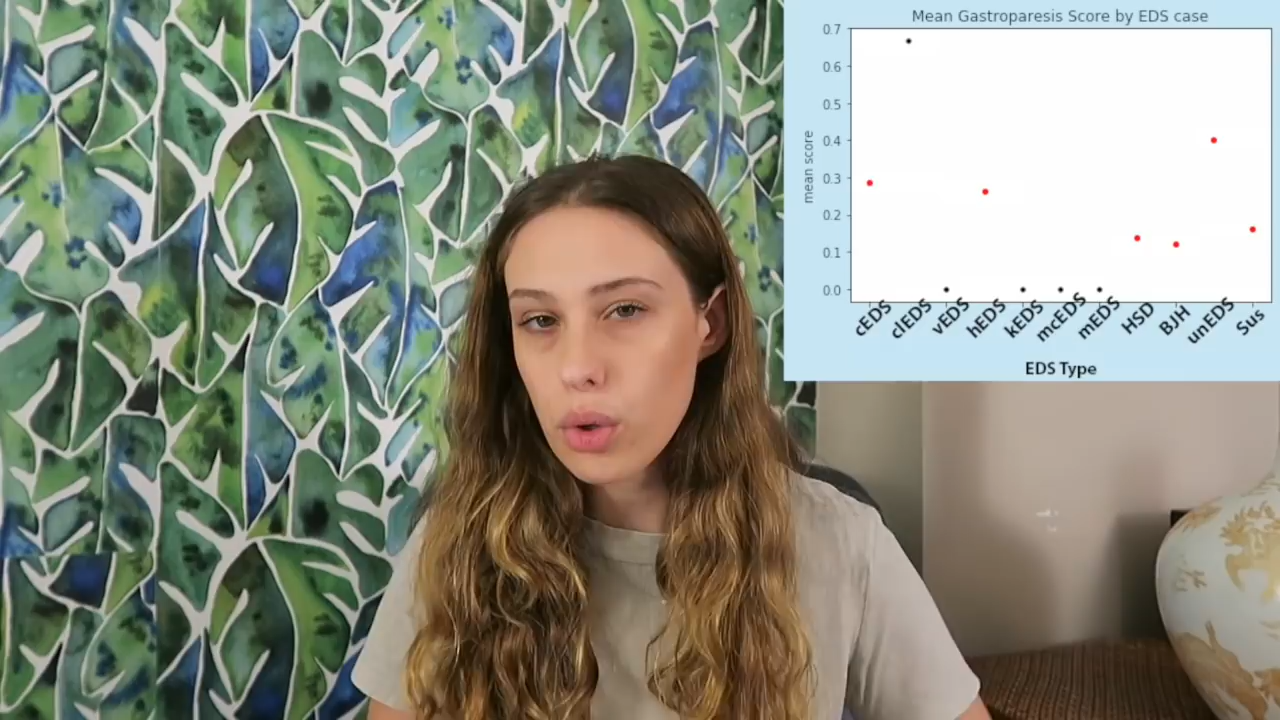 Mean Gastroparesis Score by EDS case
0.7
0.6
0.5
0.4
0.3
0.2
0.1
0.0
mean score
cEDS
clEDS
vEDS
hEDS
kEDS
mcEDS
mEDS
HSD
BJH
unEDS
Sus
EDS Type